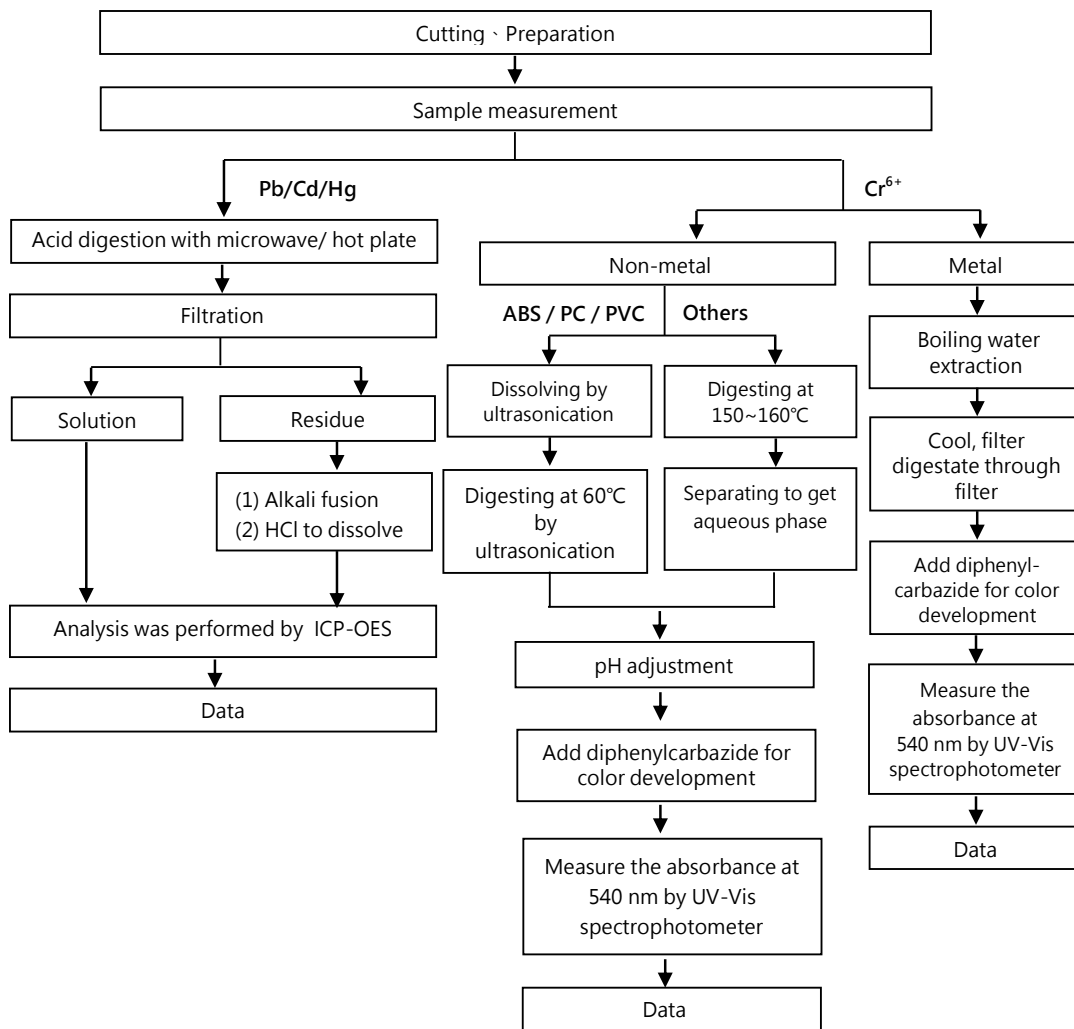 Cutting、Preparation
Sample measurement
Pb/Cd/Hg
Cr⁶⁺
Acid digestion with microwave/ hot plate
Filtration
Solution
Residue
(1) Alkali fusion
(2) HCl to dissolve
Analysis was performed by ICP-OES
Data
Non-metal
ABS / PC / PVC
Others
Dissolving by
ultrasonication
Digesting at 60℃
by
ultrasonication
Digesting at
150~160℃
Separating to get
aqueous phase
pH adjustment
Add diphenylcarbazide for
color development
Measure the absorbance at
540 nm by UV-Vis
spectrophotometer
Data
Metal
Boiling water
extraction
Cool, filter
digestate through
filter
Add diphenyl-
carbazide for color
development
Measure the
absorbance at
540 nm by UV-Vis
spectrophotometer
Data